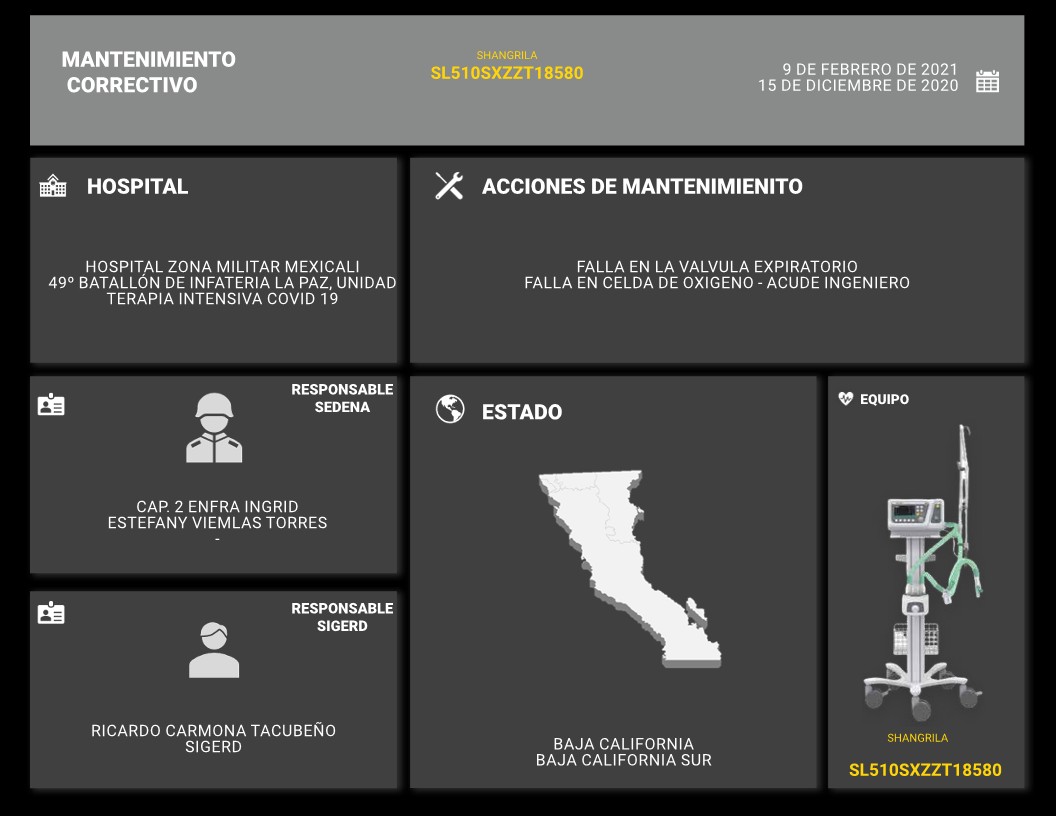 MANTENIMIENTO
CORRECTIVO
SHANGRILA
SL510SXZZT18580
9 DE FEBRERO DE 2021
15 DE DICIEMBRE DE 2020
HOSPITAL
HOSPITAL ZONA MILITAR MEXICALI
49º BATALLÓN DE INFATERIA LA PAZ, UNIDAD
TERAPIA INTENSIVA COVID 19
ACCIONES DE MANTENIMIENITO
FALLA EN LA VALVULA EXPIRATORIO
FALLA EN CELDA DE OXIGENO - ACUDE INGENIERO
RESPONSABLE
SEDENA
CAP. 2 ENFRA INGRID
ESTEFANY VIEMLAS TORRES
-
RESPONSABLE
SIGERD
RICARDO CARMONA TACUBEÑO
SIGERD
ESTADO
BAJA CALIFORNIA
BAJA CALIFORNIA SUR
EQUIPO
SHANGRILA
SL510SXZZT18580